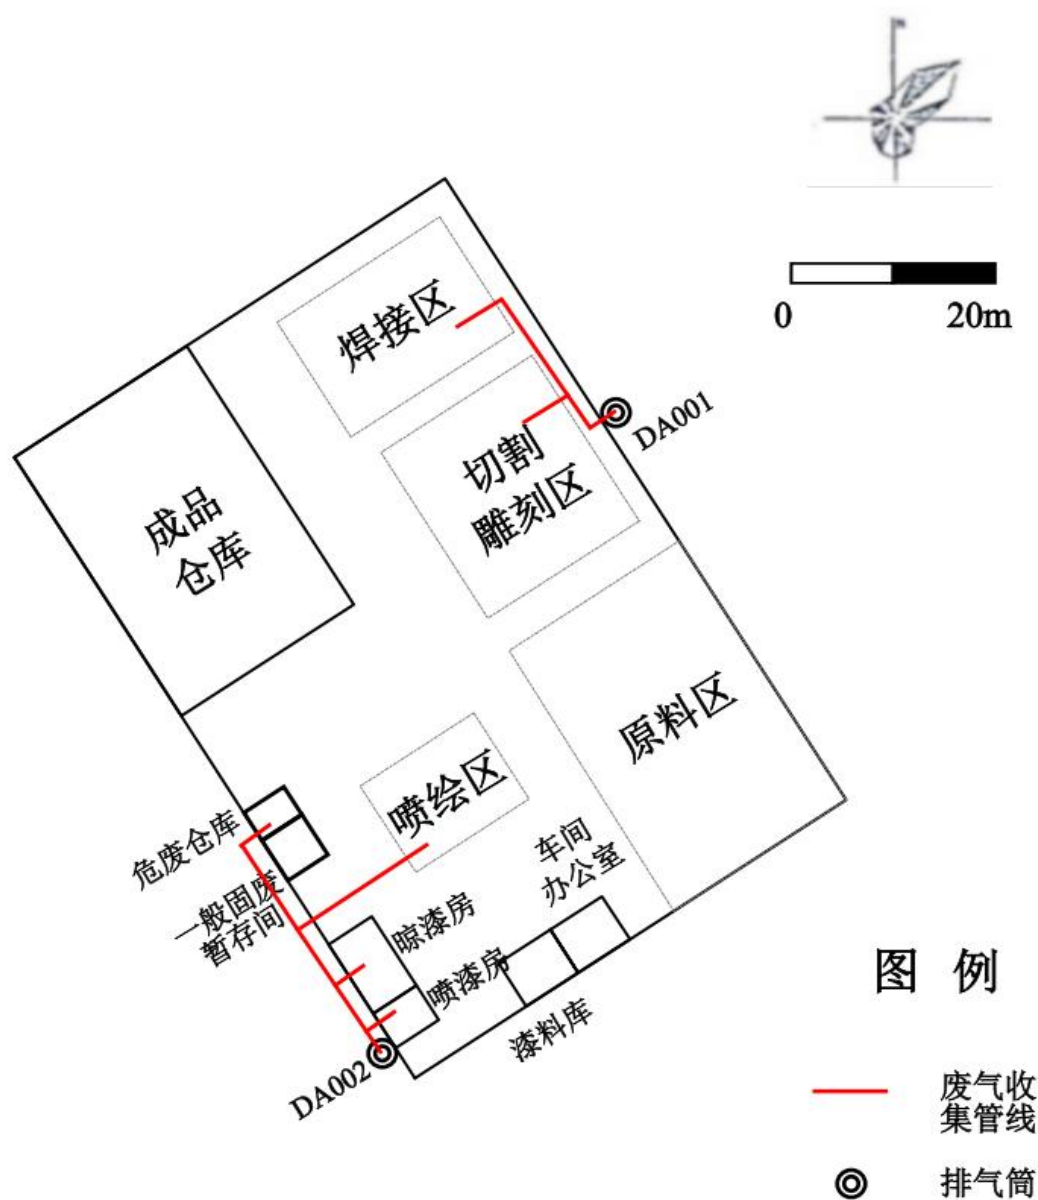 0
20m
焊接区
DA001
切割
雕刻区
成品
仓库
原料区
喷绘区
危废仓库
车间
办公室
一般固废
暂存间
晾漆房
喷漆房
漆料库
DA002
图 例
废气收
集管线
排气筒